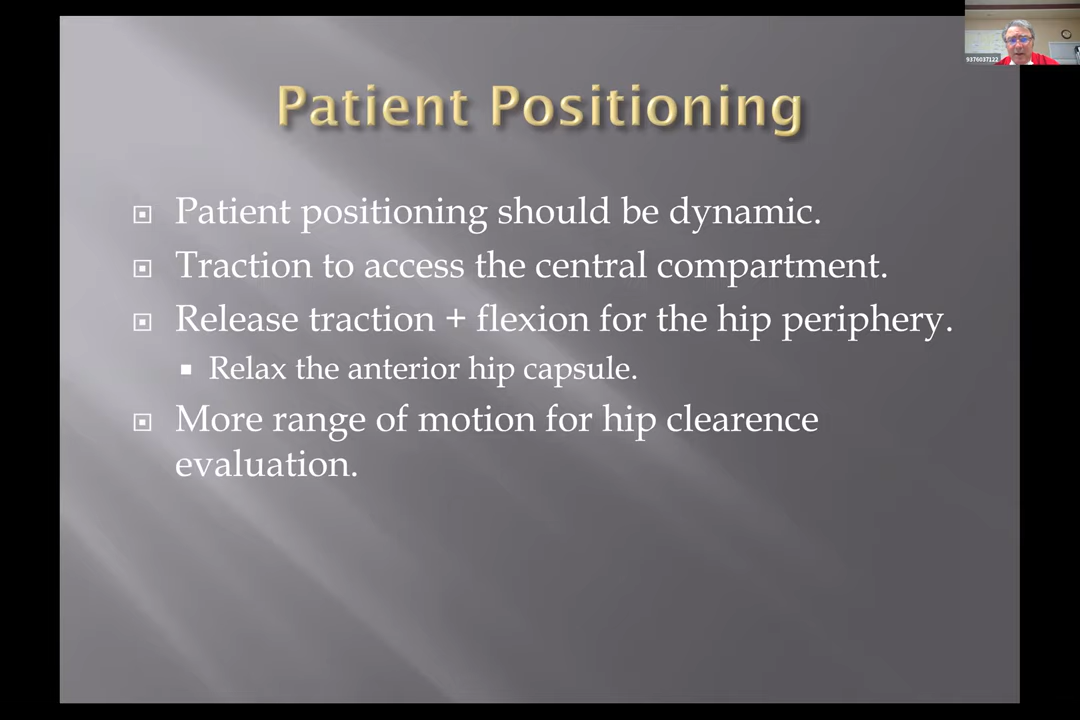 Patient Positioning
Patient positioning should be dynamic.
Traction to access the central compartment.
Release traction + flexion for the hip periphery.
Relax the anterior hip capsule.
More range of motion for hip clearence
evaluation.
9376037122